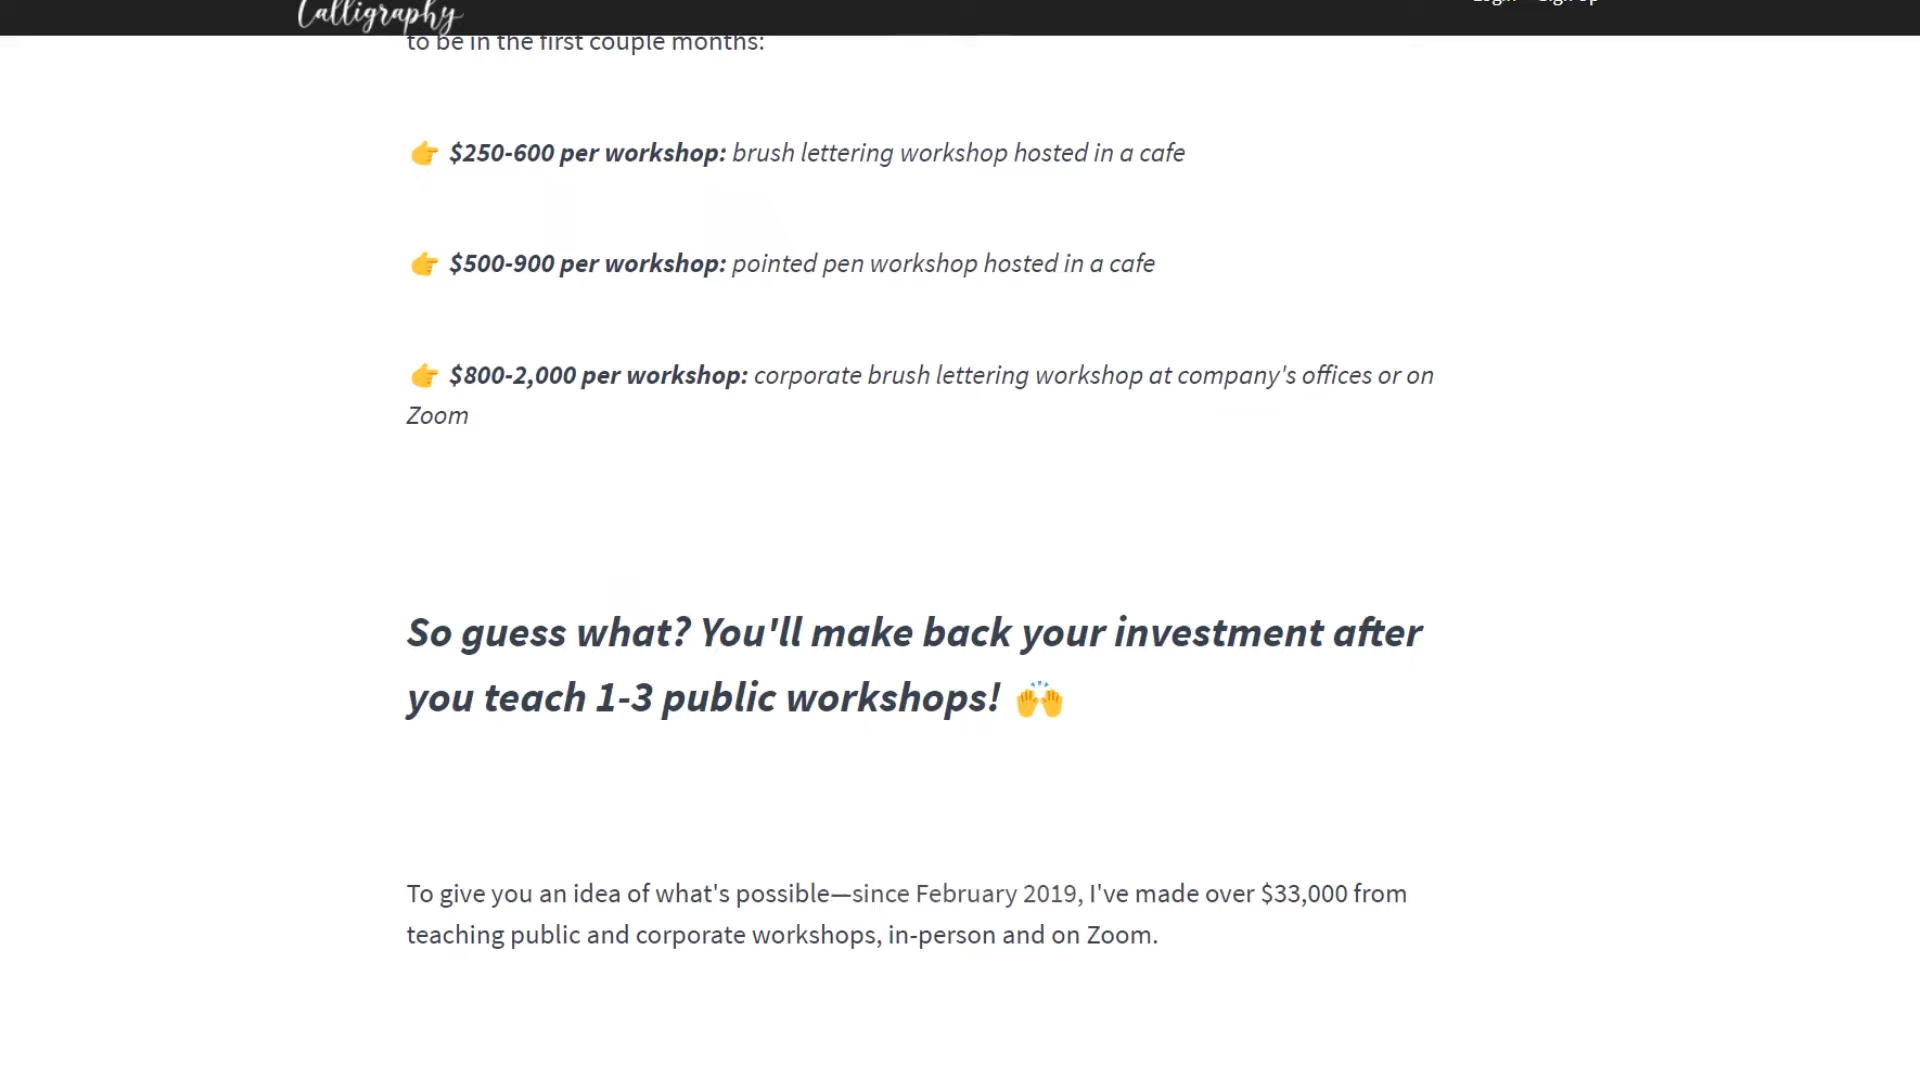 Calligraphy
Login Sign Up
to be in the first couple months:
👉 $250-600 per workshop: brush lettering workshop hosted in a cafe
👉 $500-900 per workshop: pointed pen workshop hosted in a cafe
👉 $800-2,000 per workshop: corporate brush lettering workshop at company's offices or on
Zoom
So guess what? You'll make back your investment after
you teach 1-3 public workshops! 🙌
To give you an idea of what's possible—since February 2019, I've made over $33,000 from
teaching public and corporate workshops, in-person and on Zoom.